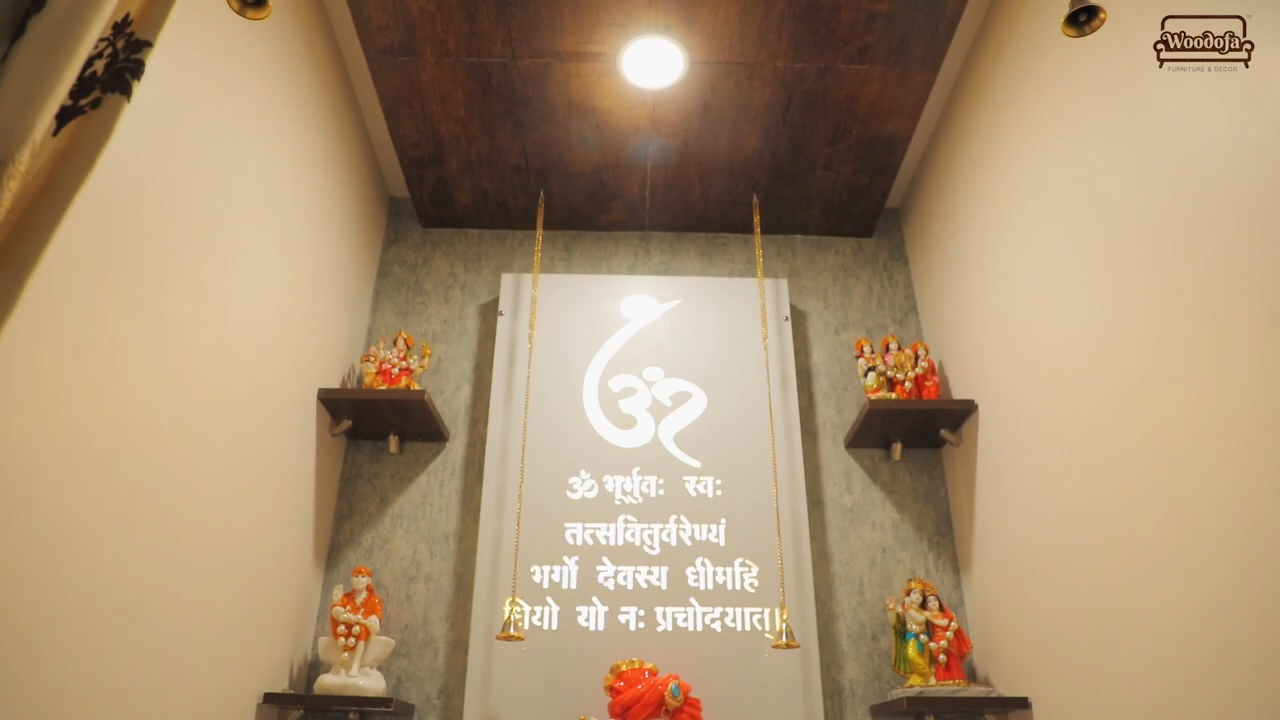 Woodofa
FURNITURE & DECOR
ॐ
ॐ भूर्भुवः स्वः
तत्सवितुर्वरेण्यं
भर्गो देवस्य धीमहि
धियो यो नः प्रचोदयात्।